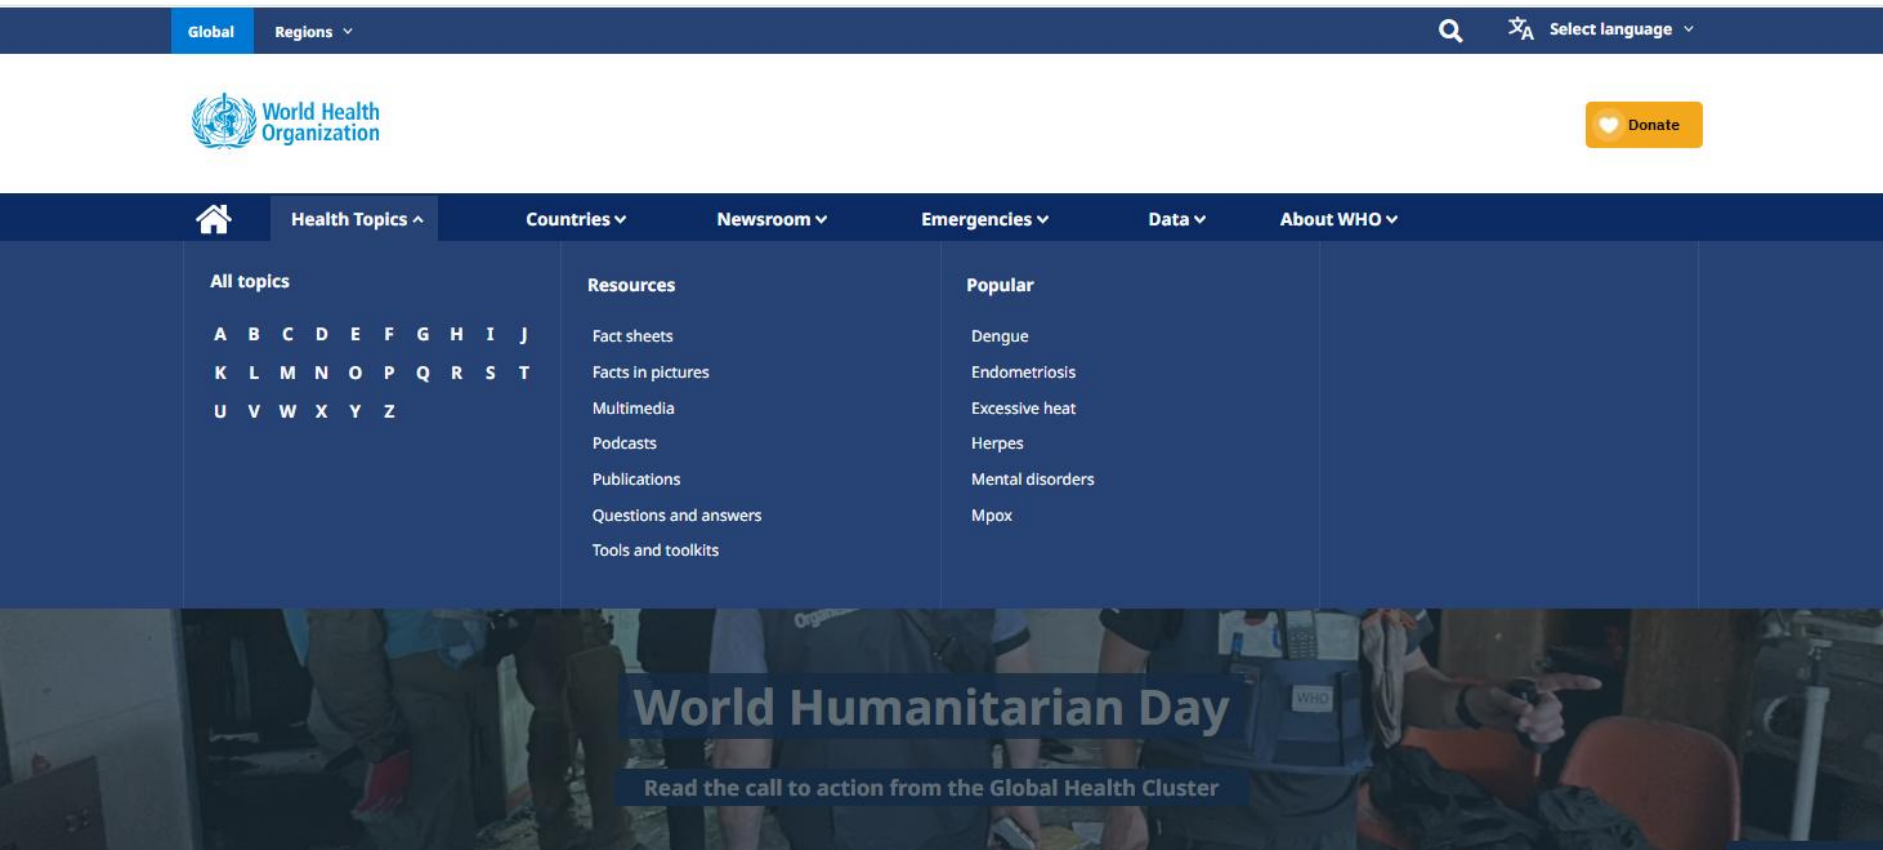 Global Regions Select language
World Health
Organization
Donate
Health Topics Countries Newsroom Emergencies Data About WHO
All topics
A B C D E F G H I J
K L M N O P Q R S T
U V W X Y Z
Resources
Fact sheets
Facts in pictures
Multimedia
Podcasts
Publications
Questions and answers
Tools and toolkits
Popular
Dengue
Endometriosis
Excessive heat
Herpes
Mental disorders
Mpox
World Humanitarian Day
WHO
Read the call to action from the Global Health Cluster